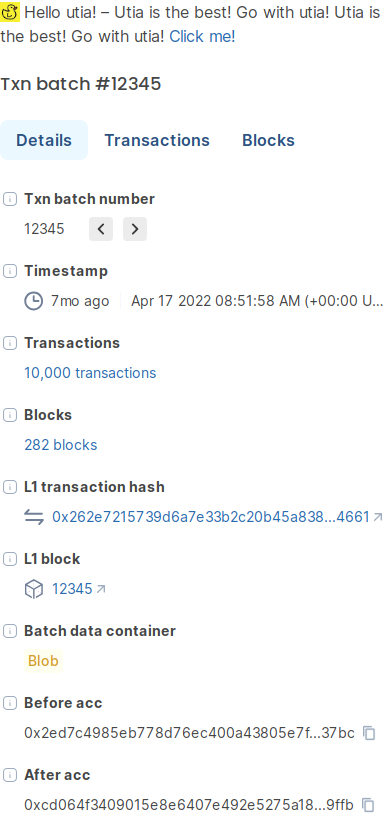 Hello utia! – Utia is the best! Go with utia! Utia is
the best! Go with utia! Click me!
Txn batch #12345
Details Transactions Blocks
Txn batch number
12345
Timestamp
7mo ago Apr 17 2022 08:51:58 AM (+00:00 U...
Transactions
10,000 transactions
Blocks
282 blocks
L1 transaction hash
0x262e7215739d6a7e33b2c20b45a838...4661
L1 block
12345
Batch data container
Blob
Before acc
0x2ed7c4985eb778d76ec400a43805e7f...37bc
After acc
0xcd064f3409015e8e6407e492e5275a18...9ffb